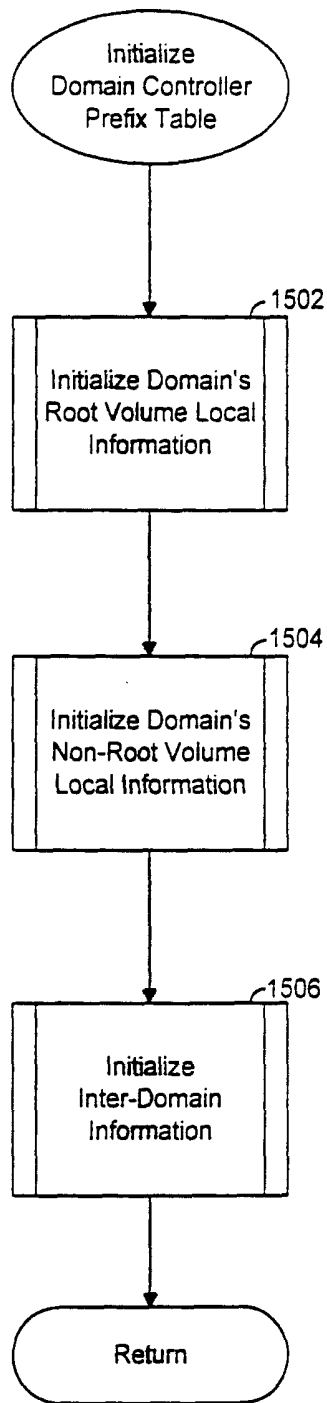 Initialize
Domain Controller
Prefix Table
1502
Initialize Domain's
Root Volume Local
Information
1504
Initialize Domain's
Non-Root Volume
Local Information
1506
Initialize
Inter-Domain
Information
Return